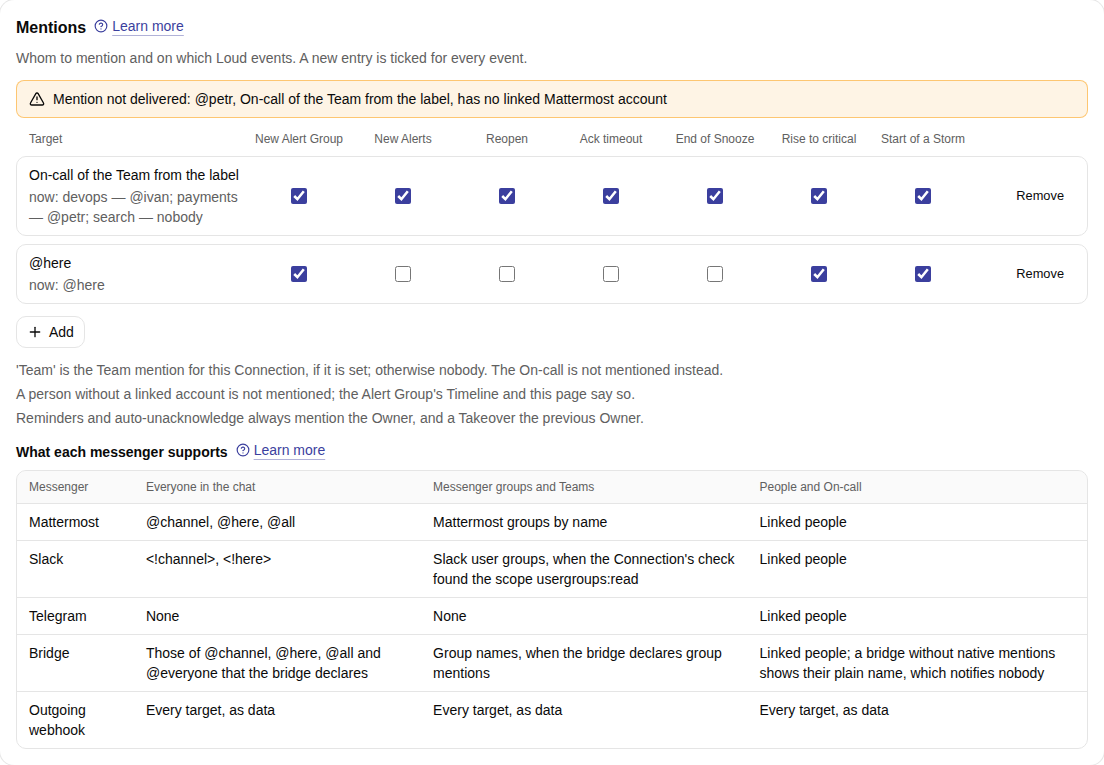 Mentions Learn more
Whom to mention and on which Loud events. A new entry is ticked for every event.
Mention not delivered: @petr, On-call of the Team from the label, has no linked Mattermost account
Target New Alert Group New Alerts Reopen Ack timeout End of Snooze Rise to critical Start of a Storm
On-call of the Team from the label
now: devops — @ivan; payments
— @petr; search — nobody
Remove
@here
now: @here
Remove
Add
'Team' is the Team mention for this Connection, if it is set; otherwise nobody. The On-call is not mentioned instead.
A person without a linked account is not mentioned; the Alert Group's Timeline and this page say so.
Reminders and auto-unacknowledge always mention the Owner, and a Takeover the previous Owner.
What each messenger supports Learn more
Messenger Everyone in the chat Messenger groups and Teams People and On-call
Mattermost @channel, @here, @all Mattermost groups by name Linked people
Slack <!channel>, <!here> Slack user groups, when the Connection's check
found the scope usergroups:read
Linked people
Telegram None None Linked people
Bridge
Those of @channel, @here, @all and
@everyone that the bridge declares
Group names, when the bridge declares group
mentions
Linked people; a bridge without native mentions
shows their plain name, which notifies nobody
Outgoing
webhook
Every target, as data Every target, as data Every target, as data